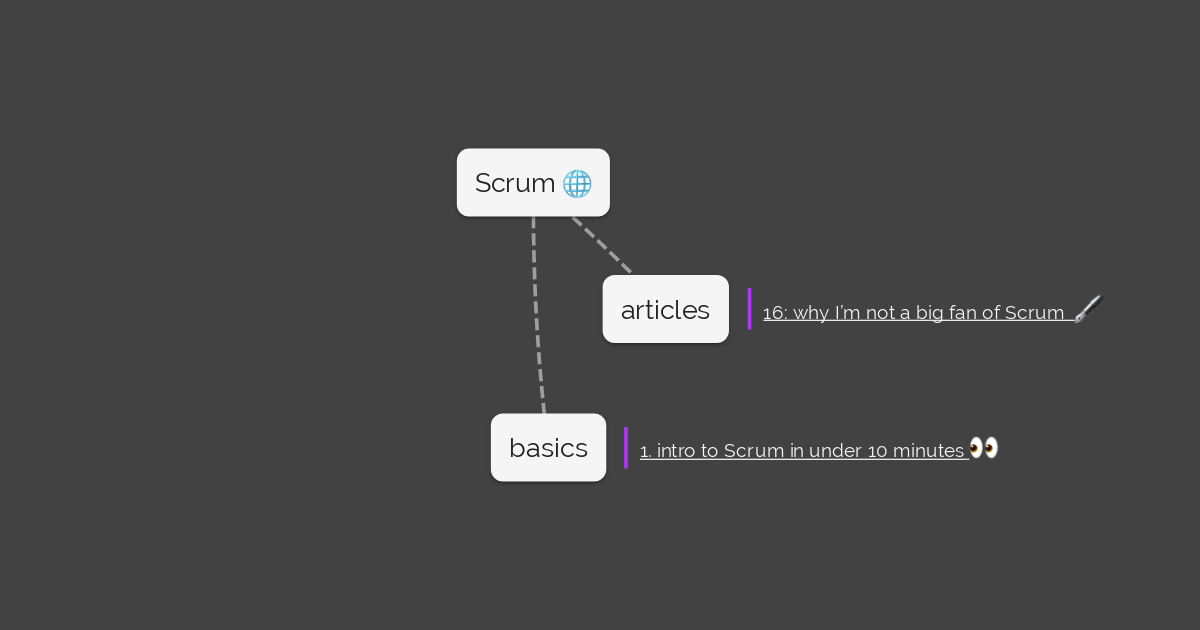 Scrum 🌐
articles
16: why I’m not a big fan of Scrum 🖌️
basics
1. intro to Scrum in under 10 minutes 👀